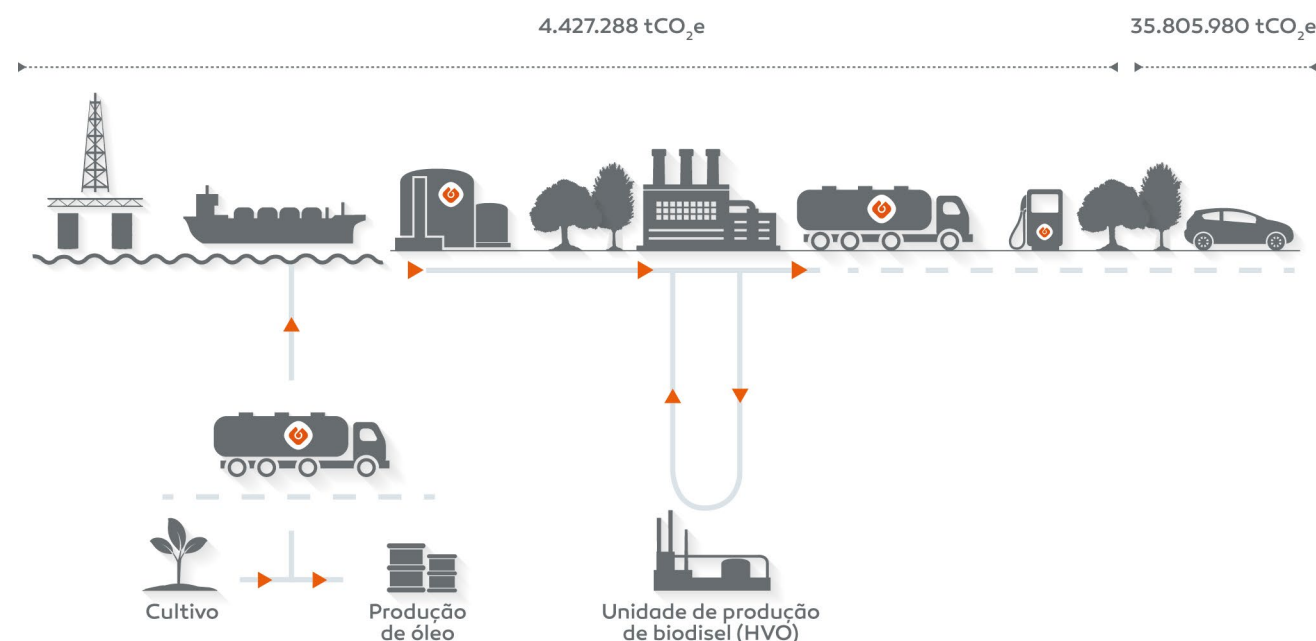 4.427.288 tCO₂e
35.805.980 tCO₂e
Cultivo
Produção
de óleo
Unidade de produção
de biodisel (HVO)